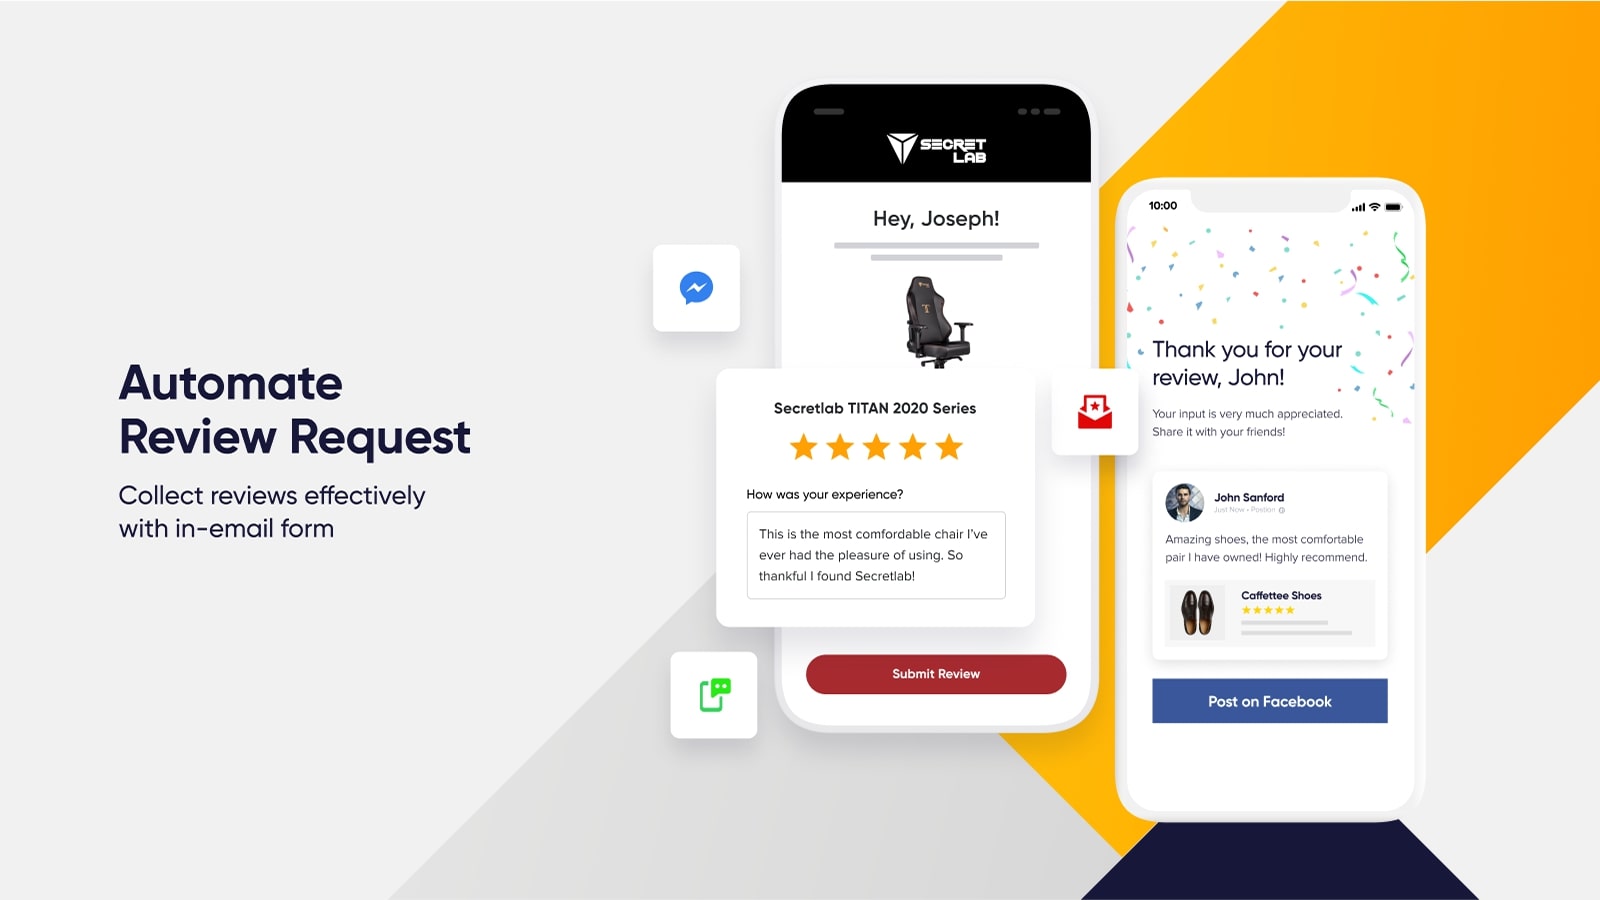 Automate
Review Request
Collect reviews effectively
with in-email form
SECRET
LAB
Hey, Joseph!
Secretlab TITAN 2020 Series
How was your experience?
This is the most comfortable chair I've
ever had the pleasure of using. So
thankful I found Secretlab!
Submit Review
10:00
Thank you for your
review, John!
Your input is very much appreciated.
Share it with your friends!
John Sanford
Just Now • Postion
Amazing shoes, the most comfortable
pair I have owned! Highly recommend.
Caffettee Shoes
Post on Facebook